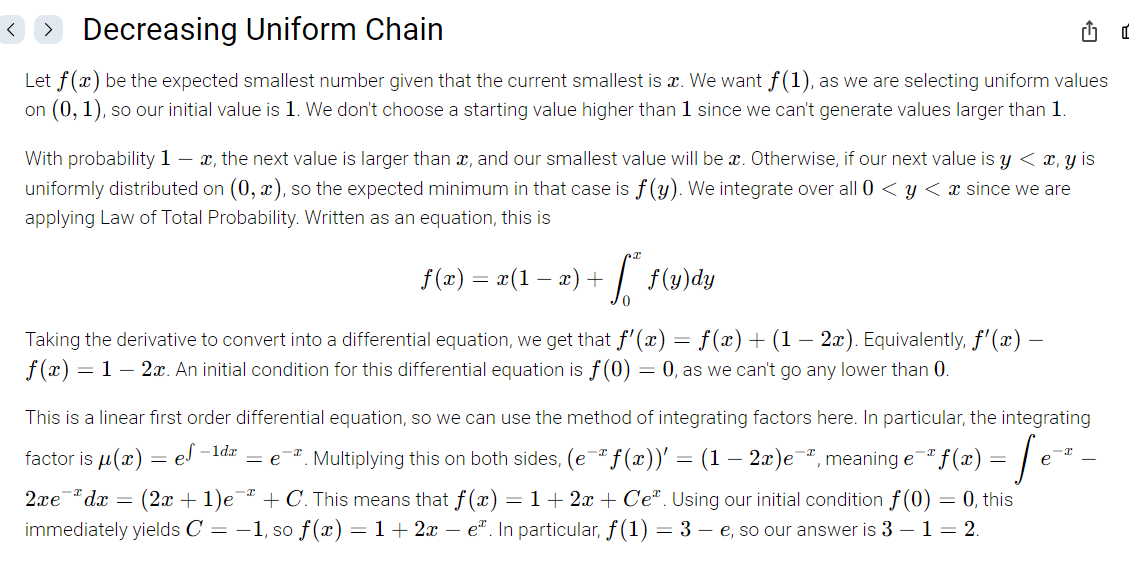 Decreasing Uniform Chain
Let f(x) be the expected smallest number given that the current smallest is x. We want f(1), as we are selecting uniform values
on (0, 1), so our initial value is 1. We don't choose a starting value higher than 1 since we can't generate values larger than 1.
With probability 1 − x, the next value is larger than x, and our smallest value will be x. Otherwise, if our next value is y < x, y is
uniformly distributed on (0, x), so the expected minimum in that case is f(y). We integrate over all 0 < y < x since we are
applying Law of Total Probability. Written as an equation, this is
f(x) = x(1 − x) + ∫₀ˣ f(y)dy
Taking the derivative to convert into a differential equation, we get that f′(x) = f(x) + (1 − 2x). Equivalently, f′(x) −
f(x) = 1 − 2x. An initial condition for this differential equation is f(0) = 0, as we can't go any lower than 0.
This is a linear first order differential equation, so we can use the method of integrating factors here. In particular, the integrating
factor is μ(x) = e^{∫ −1dx} = e^{−x}. Multiplying this on both sides, (e^{−x} f(x))′ = (1 − 2x)e^{−x}, meaning e^{−x} f(x) = ∫ e^{−x} −
2xe^{−x} dx = (2x + 1)e^{−x} + C. This means that f(x) = 1 + 2x + Ce^{x}. Using our initial condition f(0) = 0, this
immediately yields C = −1, so f(x) = 1 + 2x − e^{x}. In particular, f(1) = 3 − e, so our answer is 3 − 1 = 2.